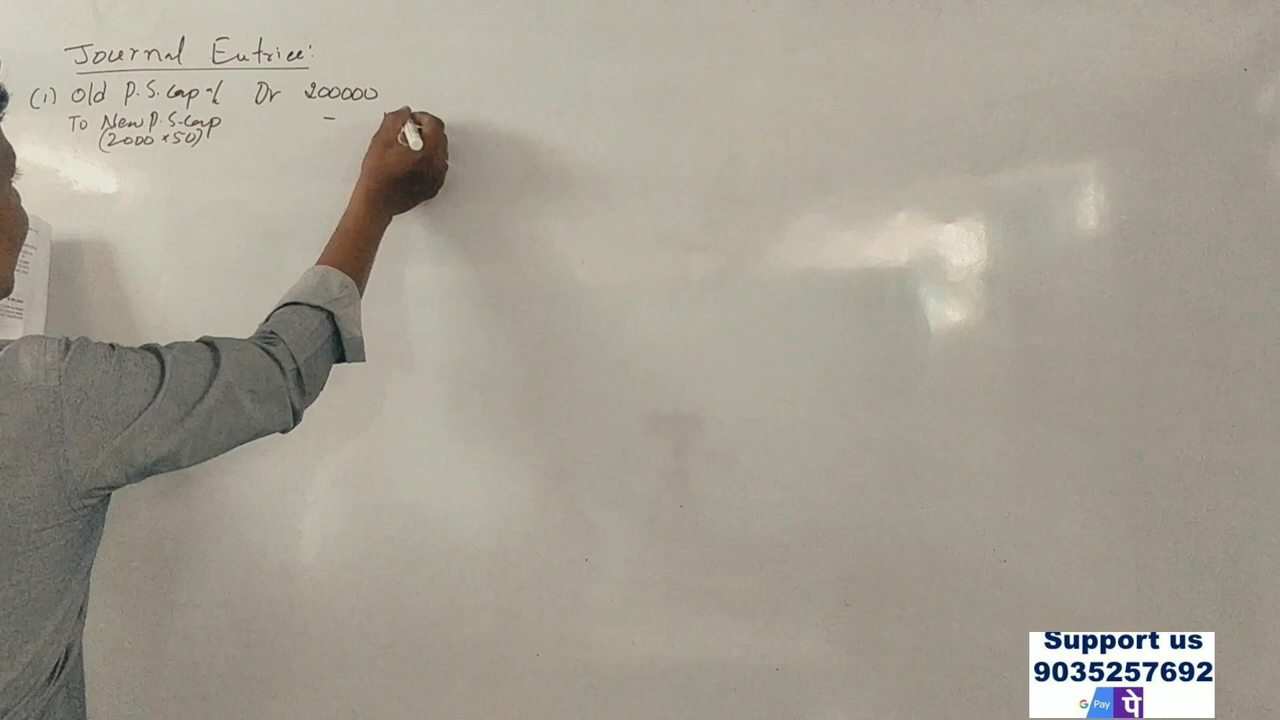 Journal Entries:
(1) Old P.S. Cap a/c Dr 200000
To New P.S. Cap –
(2000 × 50)
Support us
9035257692
G Pay पे